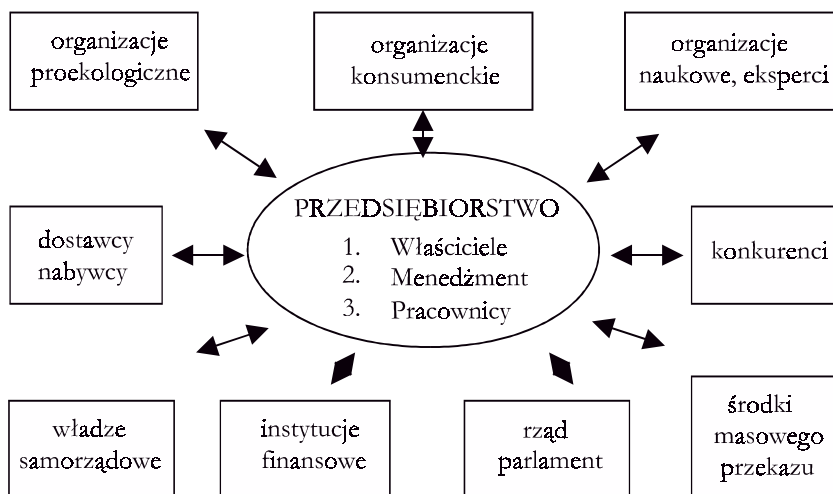 organizacje
proekologiczne
organizacje
konsumenckie
organizacje
naukowe, eksperci
PRZEDSIĘBIORSTWO
1. Właściciele
2. Menedżment
3. Pracownicy
dostawcy
nabywcy
konkurenci
władze
samorządowe
instytucje
finansowe
rząd
parlament
środki
masowego
przekazu